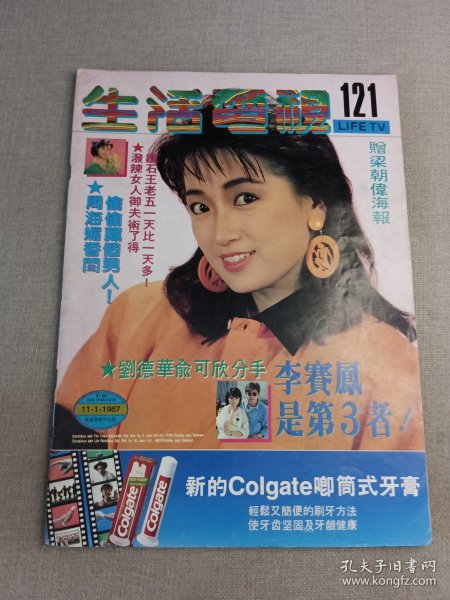 生活電視
121
LIFE TV
贈梁朝偉海報
★鑽石王老五一天比一天多！
潑辣女人御夫術了得
偷偷藏個男人！
★周海媚香閨
★劉德華俞可欣分手
李賽鳳
是第3者！
11-1-1987
新的Colgate唧筒式牙膏
輕鬆又簡便的刷牙方法
使牙齒堅固及牙齦健康
Colgate
Colgate
孔夫子旧书网
www.kongfz.com